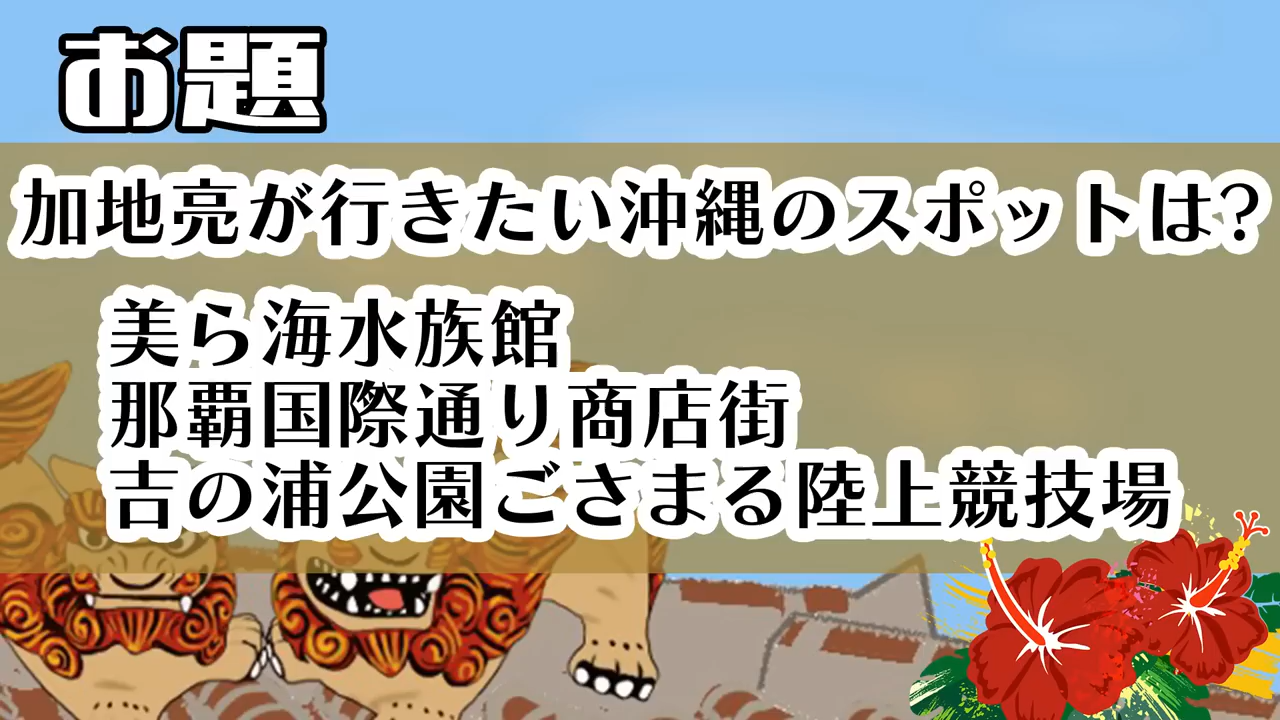 お題
加地亮が行きたい沖縄のスポットは?
美ら海水族館
那覇国際通り商店街
吉の浦公園ごさまる陸上競技場